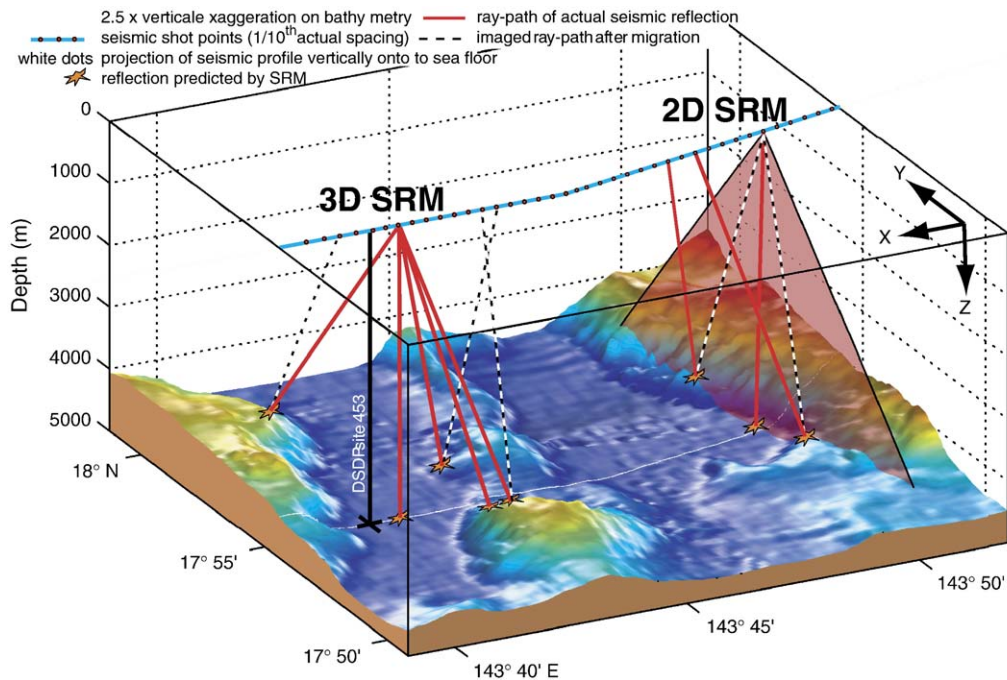 2.5 x verticale xaggeration on bathy metry
ray-path of actual seismic reflection
seismic shot points (1/10th actual spacing)
imaged ray-path after migration
white dots projection of seismic profile vertically onto to sea floor
reflection predicted by SRM
0
1000
2000
3000
4000
5000
Depth (m)
3D SRM
2D SRM
Y
X
Z
DSDP site 453
18° N
17° 55'
17° 50'
143° 40' E
143° 45'
143° 50'